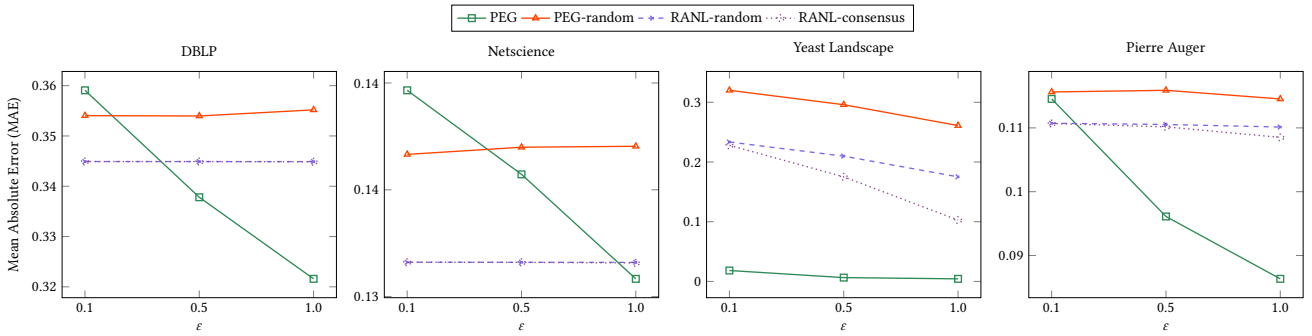 PEG PEG-random RANL-random RANL-consensus
DBLP
Mean Absolute Error (MAE)
0.36
0.35
0.34
0.33
0.32
0.1 0.5 1.0
ε
Netscience
0.14
0.14
0.13
0.1 0.5 1.0
ε
Yeast Landscape
0.3
0.2
0.1
0
0.1 0.5 1.0
ε
Pierre Auger
0.11
0.1
0.09
0.1 0.5 1.0
ε